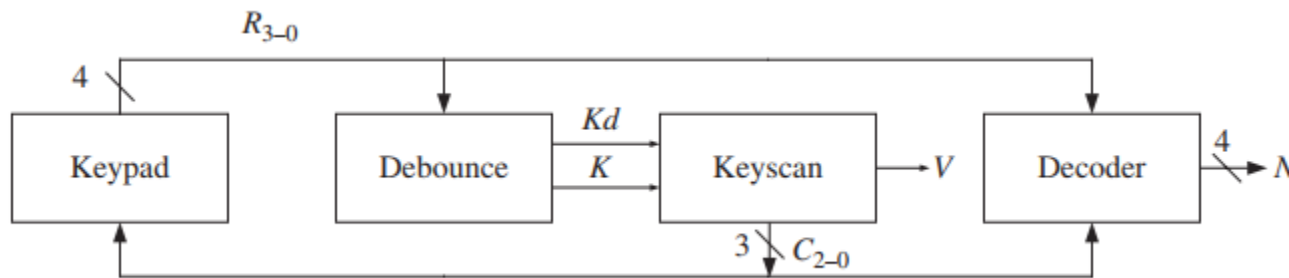 R3–0
4
Keypad
Debounce
Kd
K
Keyscan
V
Decoder
4
N
3
C2–0